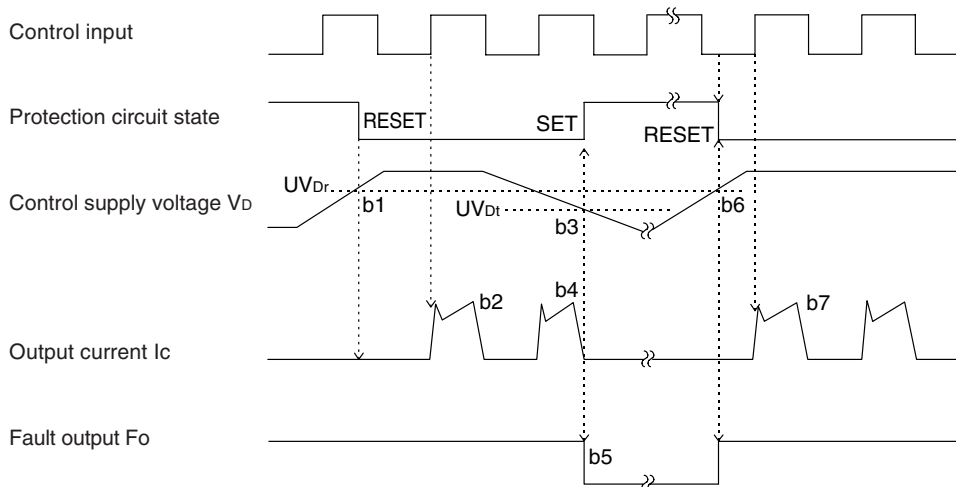 Control input
Protection circuit state
RESET
SET
RESET
UVDr
Control supply voltage VD
b1
UVDt
b3
b6
b2
b4
b7
Output current Ic
Fault output Fo
b5